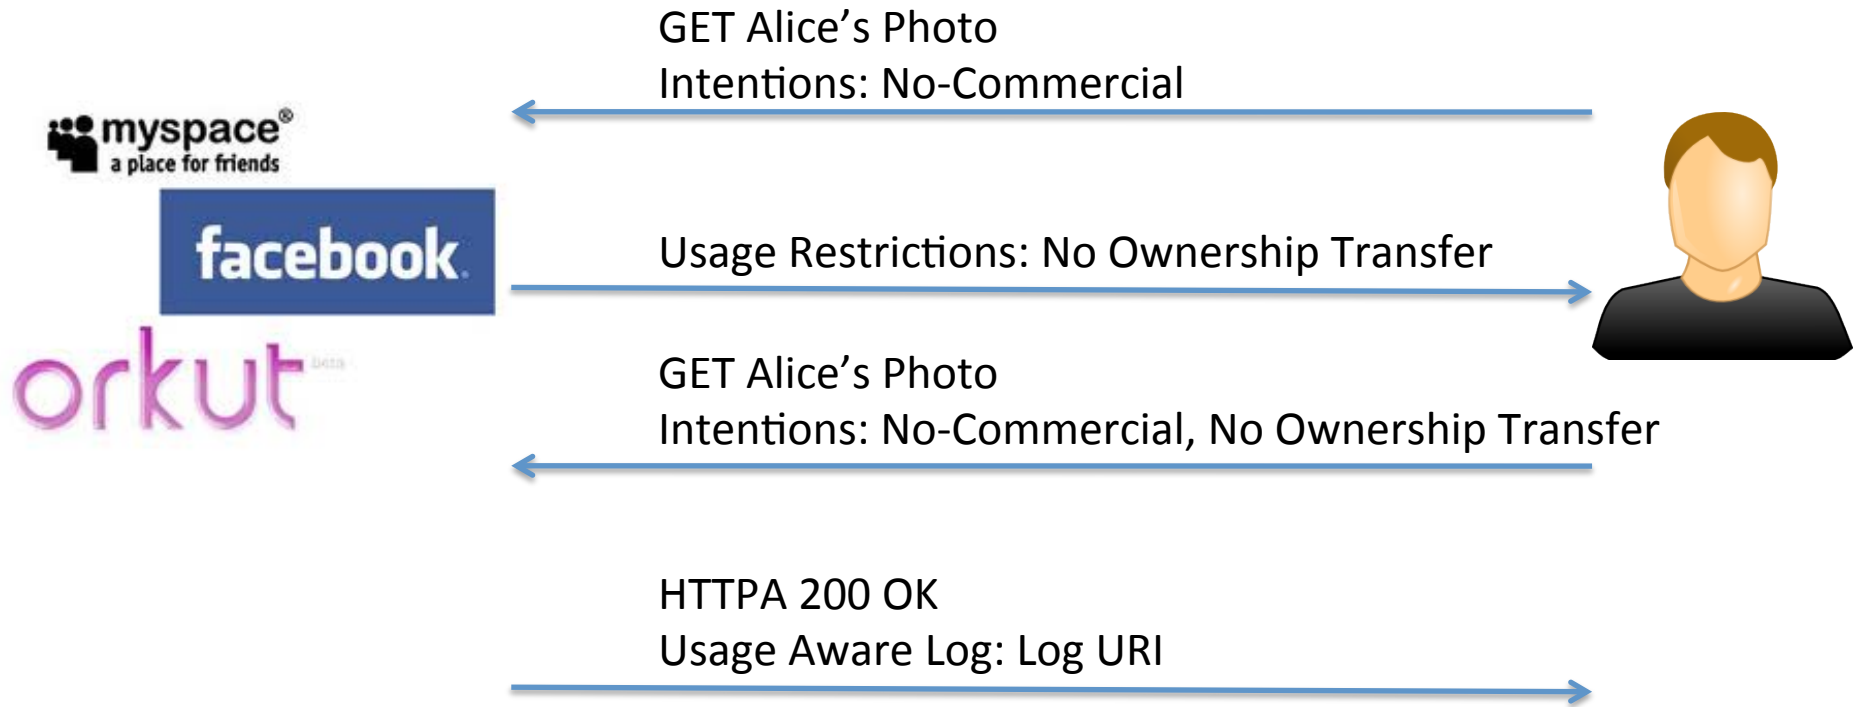 GET Alice’s Photo
Intentions: No-Commercial
myspace®
a place for friends
facebook.
Usage Restrictions: No Ownership Transfer
orkut beta
GET Alice’s Photo
Intentions: No-Commercial, No Ownership Transfer
HTTPA 200 OK
Usage Aware Log: Log URI